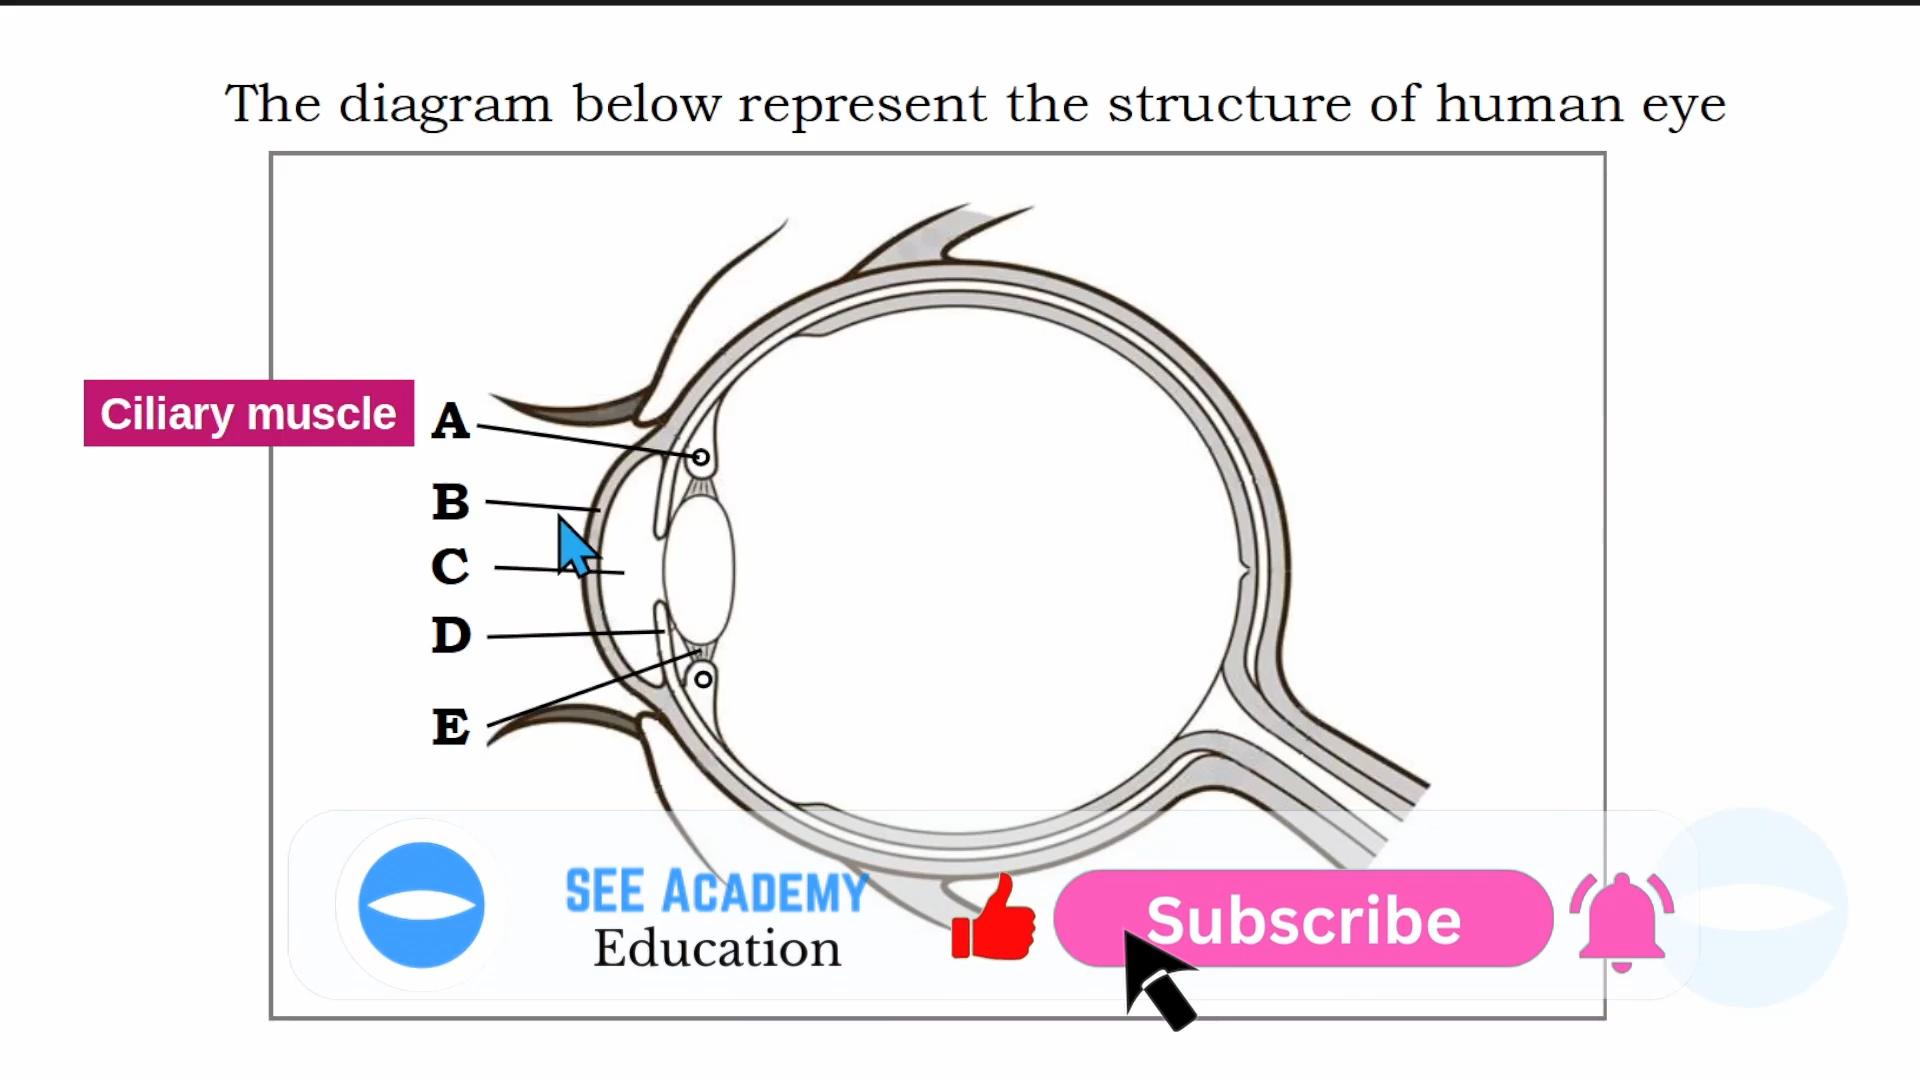 The diagram below represent the structure of human eye
Ciliary muscle
A
B
C
D
E
SEE ACADEMY
Education
Subscribe